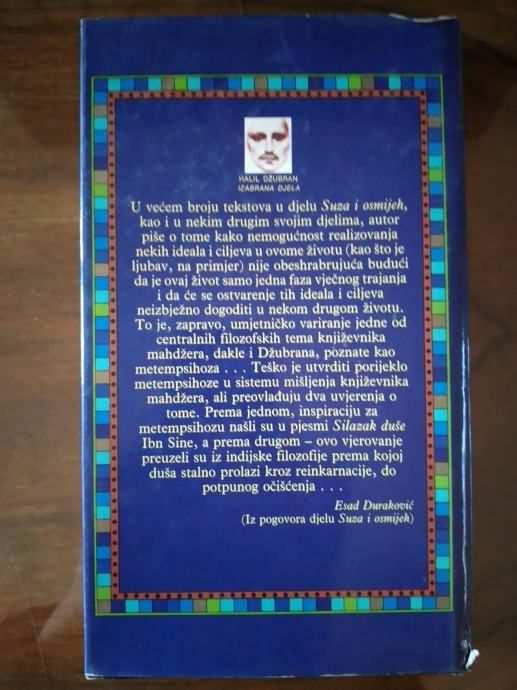 HALIL DŽUBRAN
IZABRANA DJELA
U većem broju tekstova u djelu Suza i osmijeh,
kao i u nekim drugim svojim djelima, autor
piše o tome kako nemogućnost realizovanja
nekih ideala i ciljeva u ovome životu (kao što je
ljubav, na primjer) nije obeshrabrujuća budući
da je ovaj život samo jedna faza vječnog trajanja
i da će se ostvarenje tih ideala i ciljeva
neizbježno dogoditi u nekom drugom životu.
To je, zapravo, umjetničko variranje jedne od
centralnih filozofskih tema književnika
mahdžera, dakle i Džubrana, poznate kao
metempsihoza . . . Teško je utvrditi porijeklo
metempsihoze u sistemu mišljenja književnika
mahdžera, ali preovlađuju dva uvjerenja o
tome. Prema jednom, inspiraciju za
metempsihozu našli su u pjesmi Silazak duše
Ibn Sine, a prema drugom – ovo vjerovanje
preuzeli su iz indijske filozofije prema kojoj
duša stalno prolazi kroz reinkarnacije, do
potpunog očišćenja . . .
Esad Duraković
(Iz pogovora djelu Suza i osmijeh)